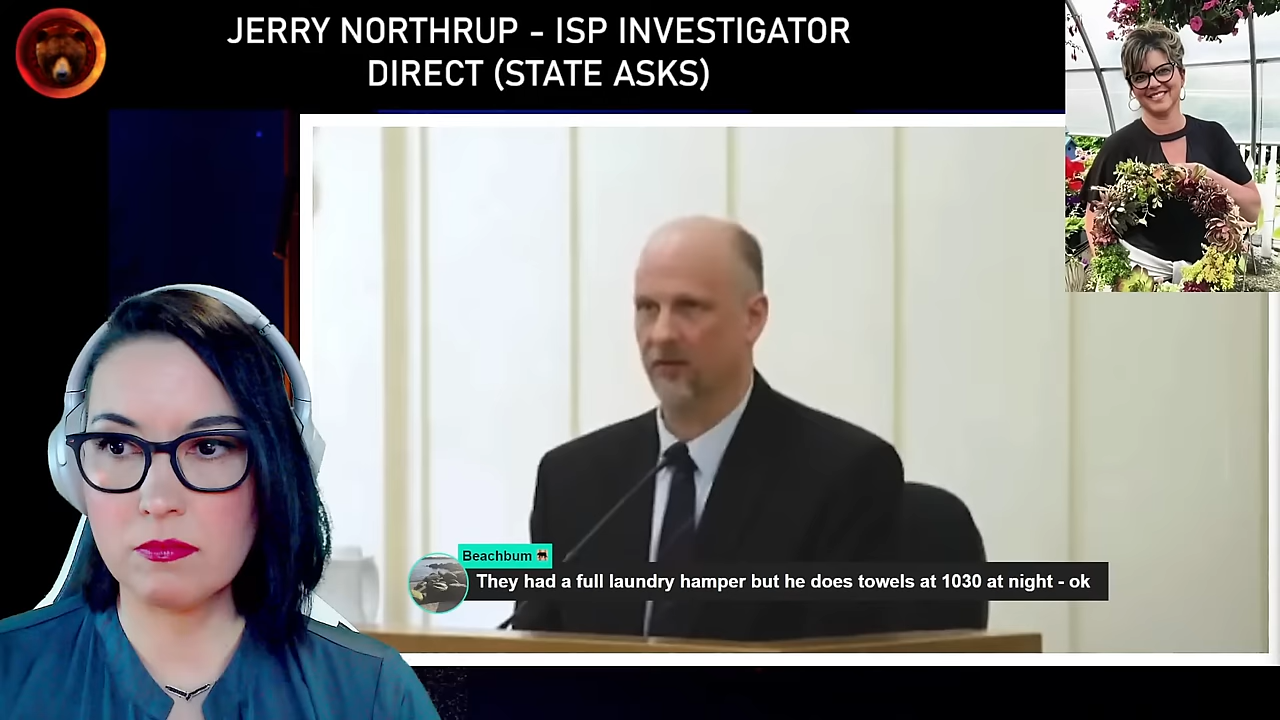 JERRY NORTHRUP - ISP INVESTIGATOR
DIRECT (STATE ASKS)
Beachbum
They had a full laundry hamper but he does towels at 1030 at night - ok